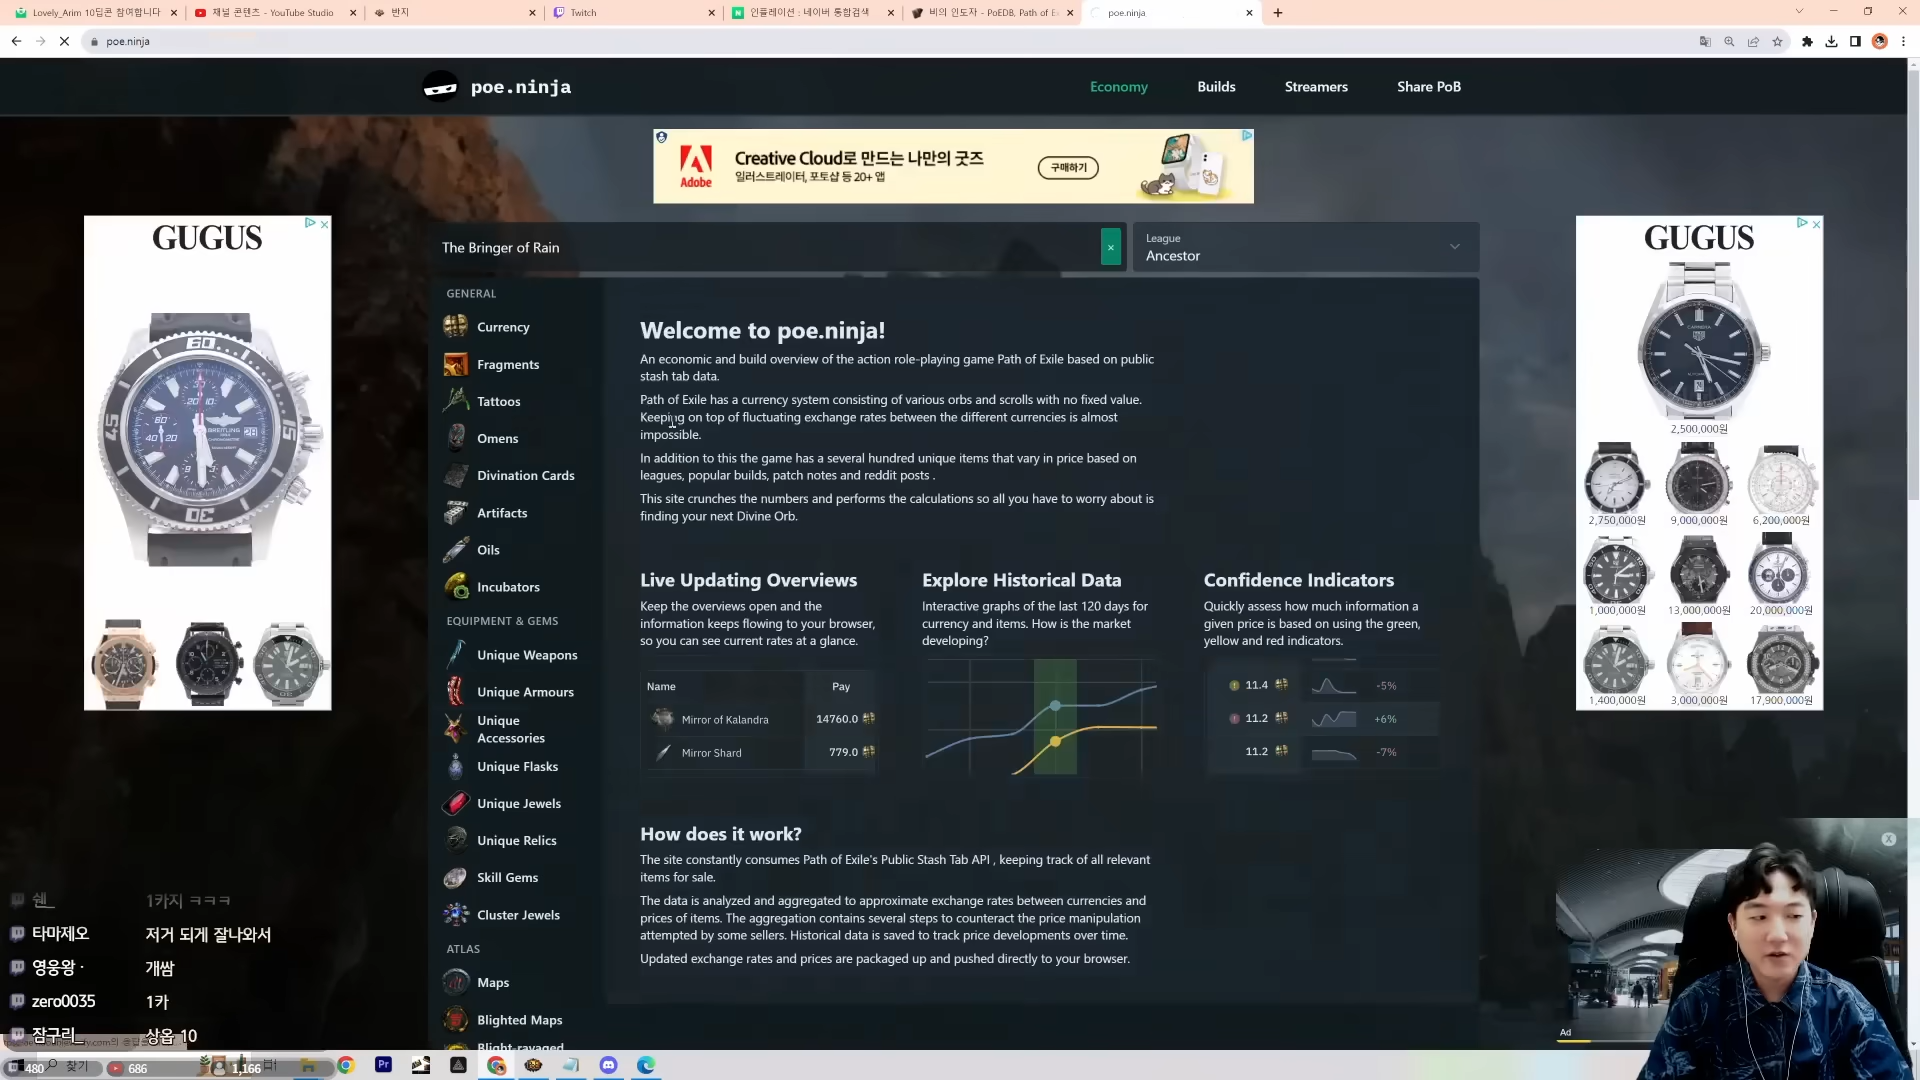 Lovely_Arim 10딩콘 참여합니다
채널 콘텐츠 - YouTube Studio
반지
Twitch
인플레이션 : 네이버 통합검색
비의 인도자 - PoEDB, Path of E
poe.ninja
poe.ninja
poe.ninja
Economy
Builds
Streamers
Share PoB
Adobe
Creative Cloud로 만드는 나만의 굿즈
일러스트레이터, 포토샵 등 20+ 앱
구매하기
GUGUS
The Bringer of Rain
League
Ancestor
GENERAL
Currency
Fragments
Tattoos
Omens
Divination Cards
Artifacts
Oils
Incubators
EQUIPMENT & GEMS
Unique Weapons
Unique Armours
Unique
Accessories
Unique Flasks
Unique Jewels
Unique Relics
Skill Gems
Cluster Jewels
ATLAS
Maps
Blighted Maps
Blight-ravaged
Welcome to poe.ninja!
An economic and build overview of the action role-playing game Path of Exile based on public
stash tab data.
Path of Exile has a currency system consisting of various orbs and scrolls with no fixed value.
Keeping on top of fluctuating exchange rates between the different currencies is almost
impossible.
In addition to this the game has a several hundred unique items that vary in price based on
leagues, popular builds, patch notes and reddit posts .
This site crunches the numbers and performs the calculations so all you have to worry about is
finding your next Divine Orb.
Live Updating Overviews
Keep the overviews open and the
information keeps flowing to your browser,
so you can see current rates at a glance.
Name Pay
Mirror of Kalandra 14760.0
Mirror Shard 779.0
Explore Historical Data
Interactive graphs of the last 120 days for
currency and items. How is the market
developing?
Confidence Indicators
Quickly assess how much information a
given price is based on using the green,
yellow and red indicators.
11.4 -5%
11.2 +6%
11.2 -7%
How does it work?
The site constantly consumes Path of Exile's Public Stash Tab API , keeping track of all relevant
items for sale.
The data is analyzed and aggregated to approximate exchange rates between currencies and
prices of items. The aggregation contains several steps to counteract the price manipulation
attempted by some sellers. Historical data is saved to track price developments over time.
Updated exchange rates and prices are packaged up and pushed directly to your browser.
GUGUS
2,500,000원
2,750,000원 9,000,000원 6,200,000원
1,000,000원 13,000,000원 20,000,000원
1,400,000원 3,000,000원 17,900,000원
쉔_ 1카지 ㅋㅋㅋ
타마제오 저거 되게 잘나와서
영웅왕 · 개쌈
zero0035 1카
잠구리_ 상옵 10
찾기
480 686 1,166
Pr
Ad